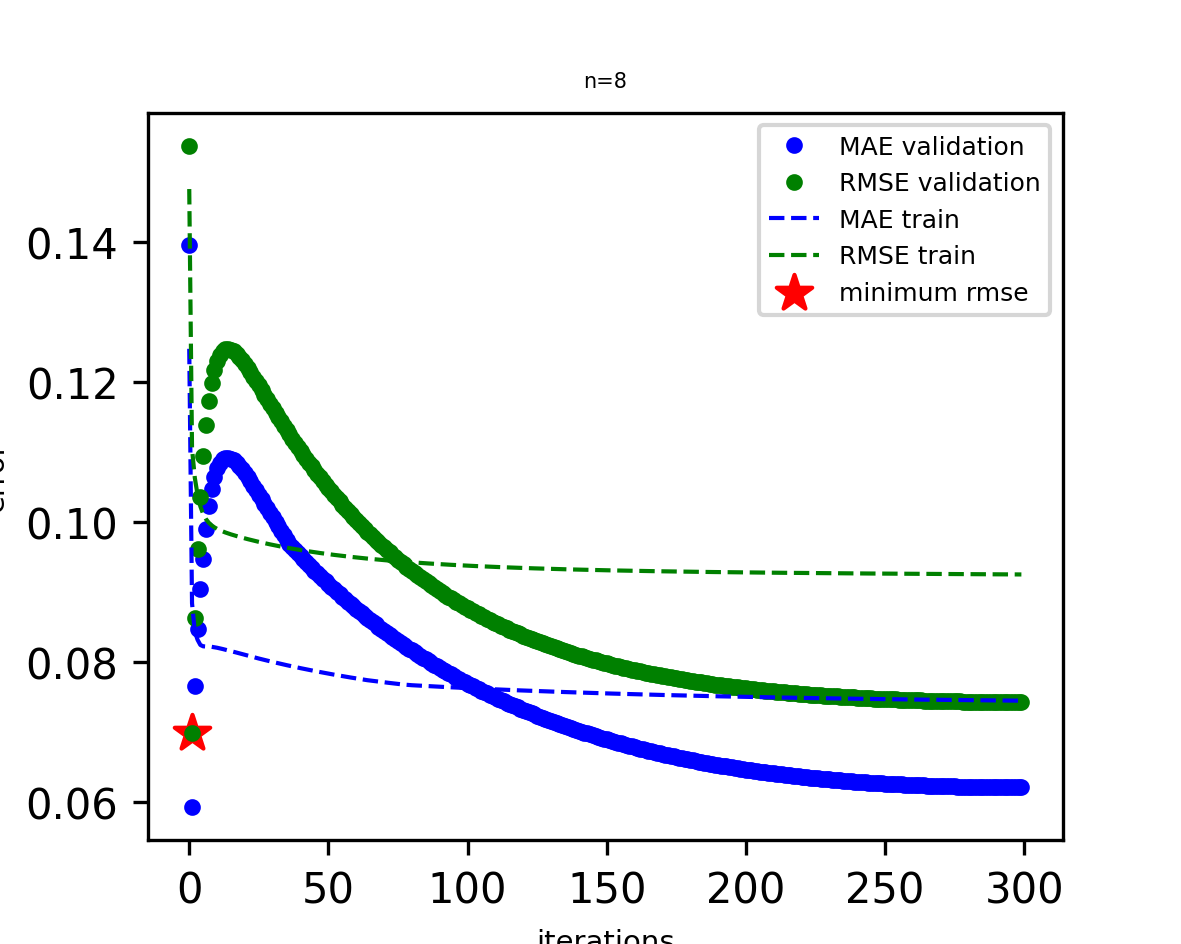 n=8
MAE validation
RMSE validation
MAE train
RMSE train
minimum rmse
0.14
0.12
0.10
0.08
0.06
0 50 100 150 200 250 300
iterations